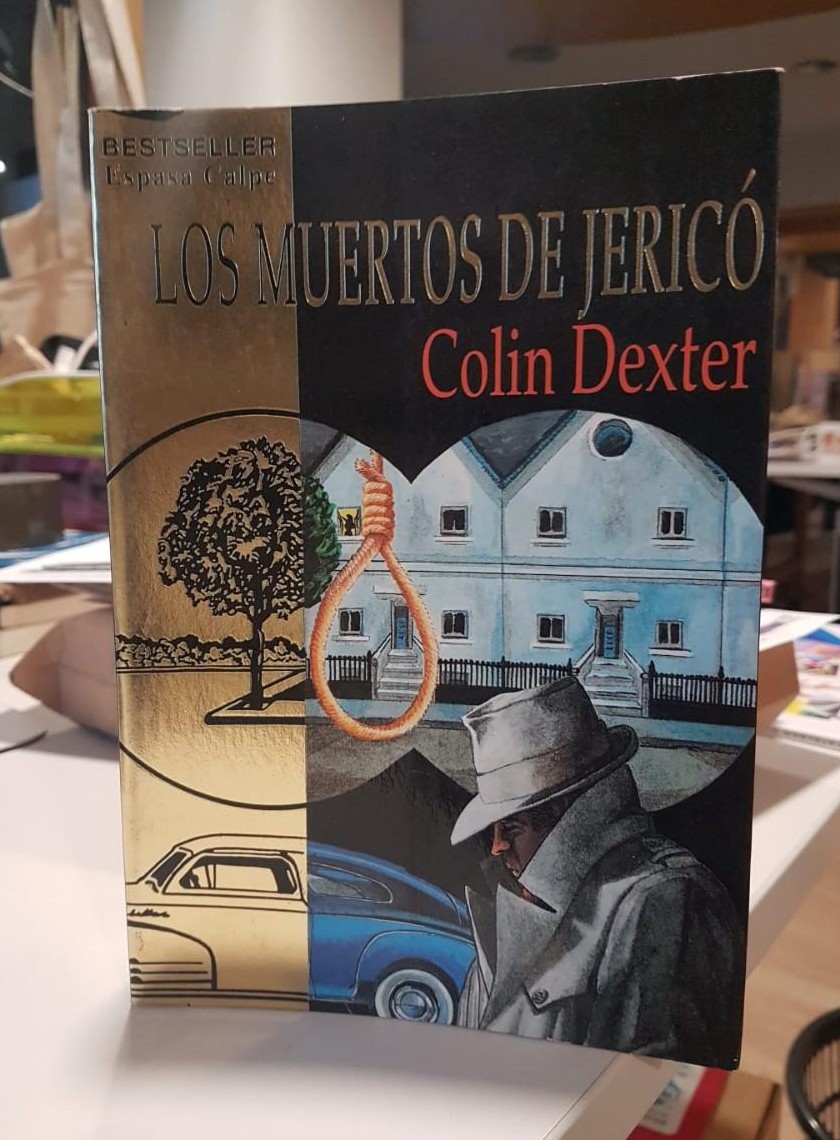 BESTSELLER
Espasa Calpe
LOS MUERTOS DE JERICÓ
Colin Dexter